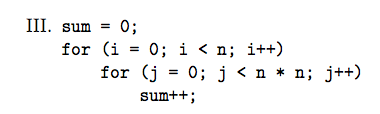 III. sum = 0;
for (i = 0; i < n; i++)
for (j = 0; j < n * n; j++)
sum++;